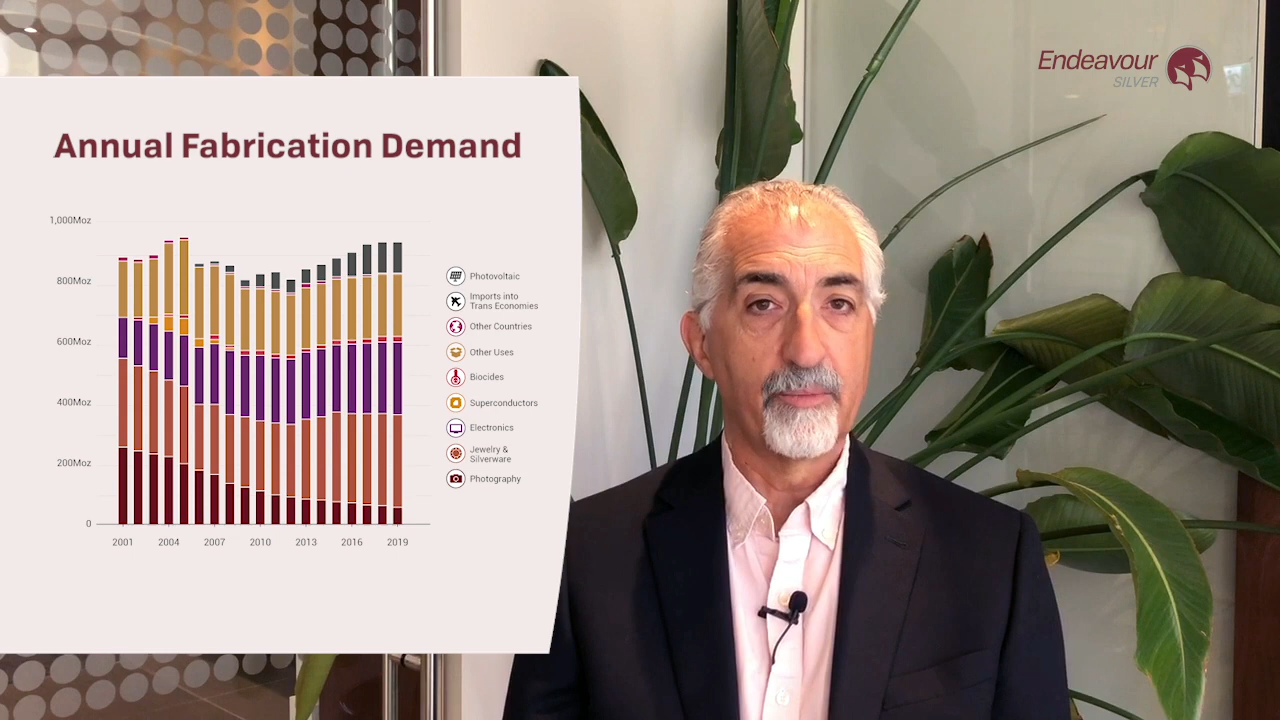 Endeavour
SILVER
Annual Fabrication Demand
1,000Moz
800Moz
600Moz
400Moz
200Moz
0
2001
2004
2007
2010
2013
2016
2019
Photovoltaic
Imports into
Trans Economies
Other Countries
Other Uses
Biocides
Superconductors
Electronics
Jewelry &
Silverware
Photography